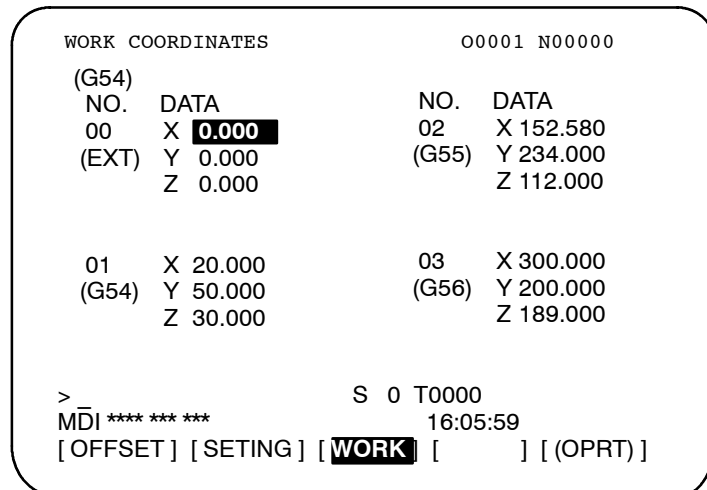 WORK COORDINATES O0001 N00000
(G54)
NO. DATA NO. DATA
00 X 0.000 02 X 152.580
(EXT) Y 0.000 (G55) Y 234.000
Z 0.000 Z 112.000
01 X 20.000 03 X 300.000
(G54) Y 50.000 (G56) Y 200.000
Z 30.000 Z 189.000
>_ S 0 T0000
MDI **** *** *** 16:05:59
[ OFFSET ] [ SETING ] [ WORK ] [ ] [ (OPRT) ]